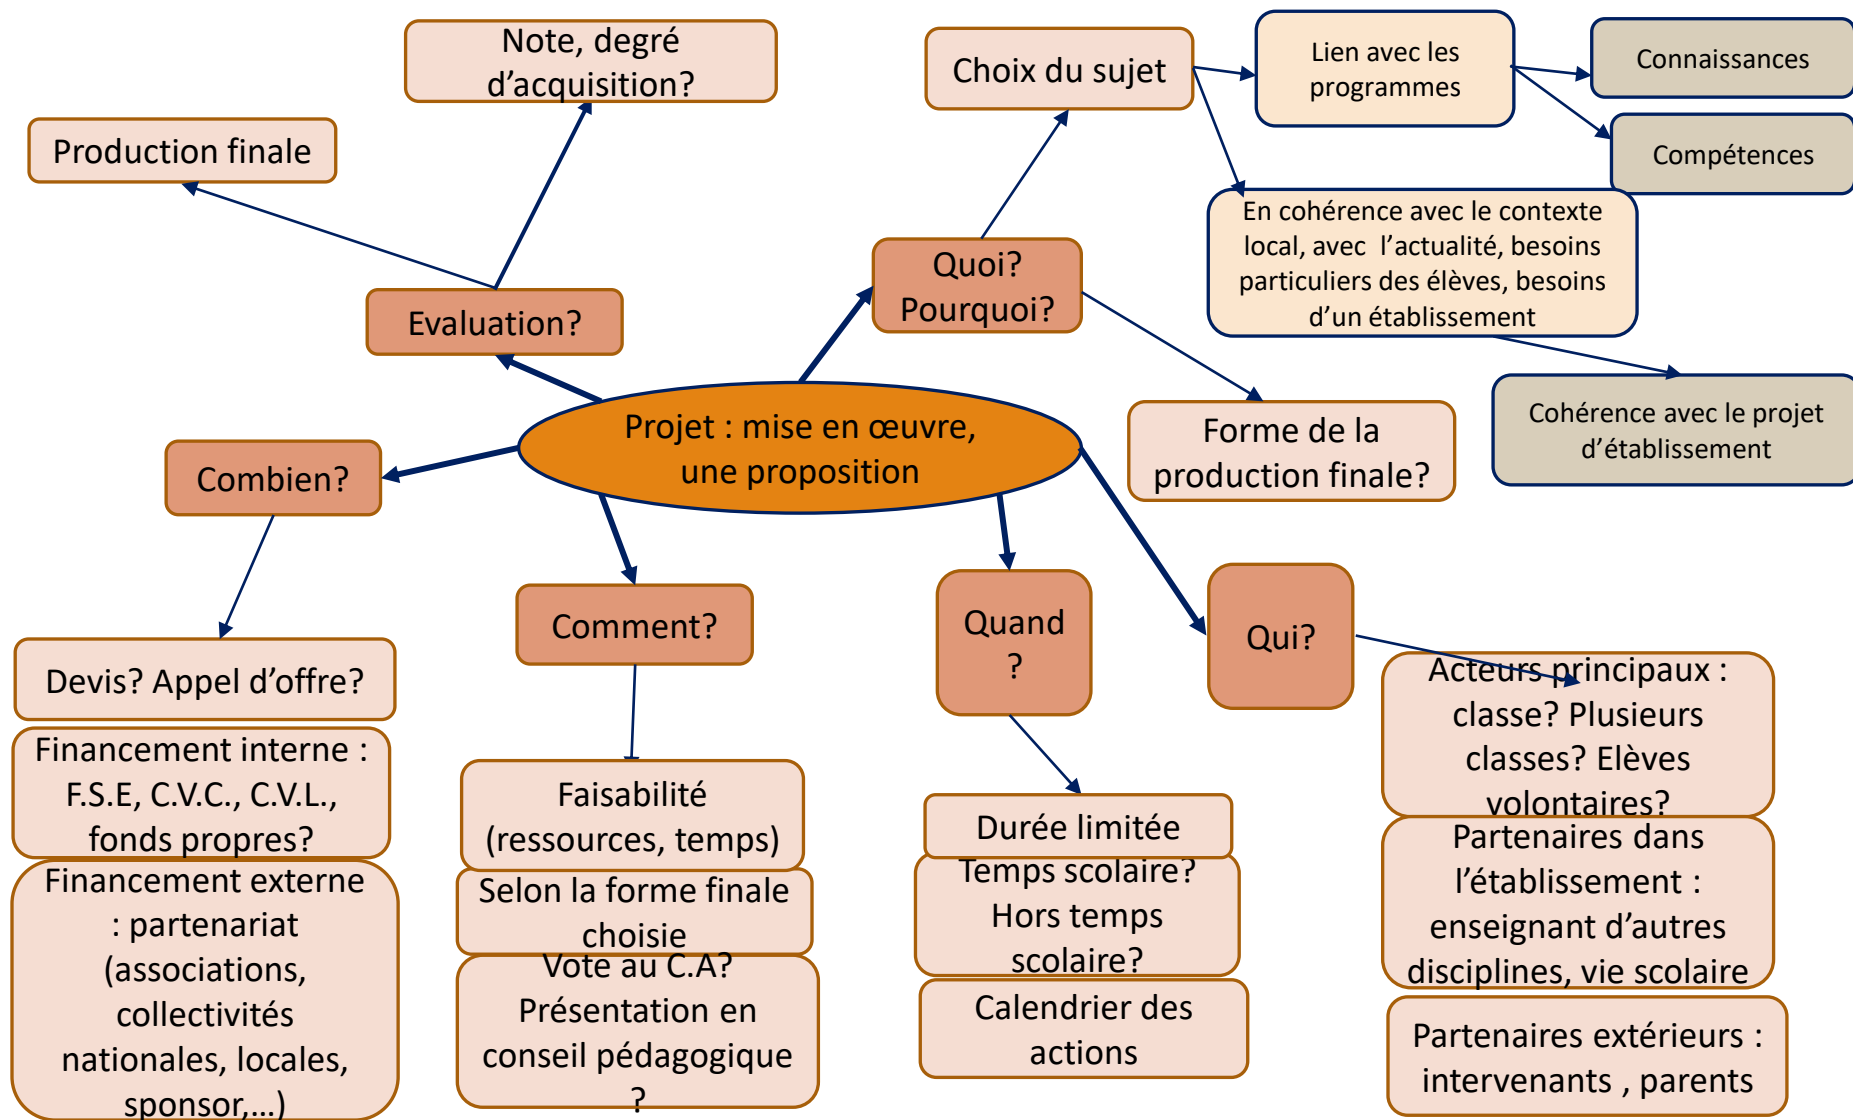 Note, degré
d’acquisition?
Production finale
Evaluation?
Choix du sujet
Lien avec les
programmes
Connaissances
Compétences
En cohérence avec le contexte
local, avec  l’actualité, besoins
particuliers des élèves, besoins
d’un établissement
Quoi?
Pourquoi?
Cohérence avec le projet
d’établissement
Forme de la
production finale?
Projet : mise en œuvre,
une proposition
Combien?
Devis? Appel d’offre?
Financement interne :
F.S.E, C.V.C., C.V.L.,
fonds propres?
Financement externe
: partenariat
(associations,
collectivités
nationales, locales,
sponsor,…)
Comment?
Faisabilité
(ressources, temps)
Selon la forme finale
choisie
Vote au C.A?
Présentation en
conseil pédagogique
?
Quand
?
Durée limitée
Temps scolaire?
Hors temps
scolaire?
Calendrier des
actions
Qui?
Acteurs principaux :
classe? Plusieurs
classes? Elèves
volontaires?
Partenaires dans
l’établissement :
enseignant d’autres
disciplines, vie scolaire
Partenaires extérieurs :
intervenants , parents